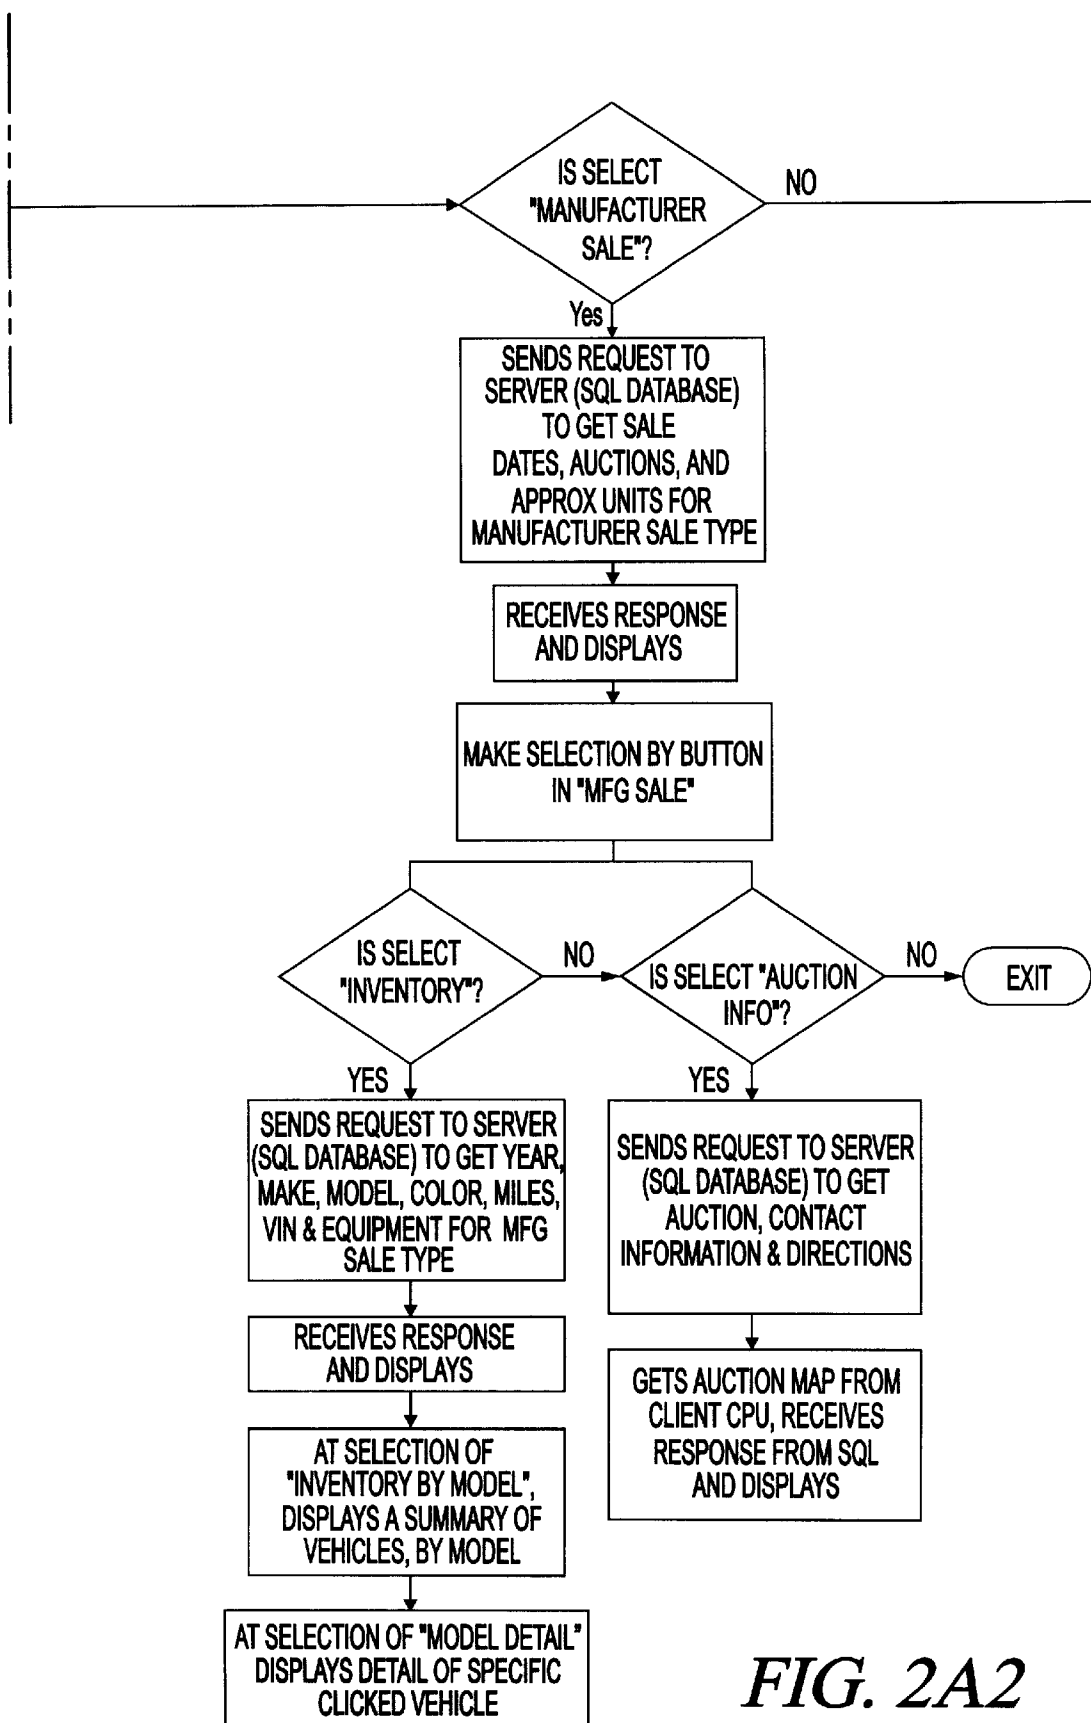 IS SELECT
"MANUFACTURER
SALE"?
NO
Yes
SENDS REQUEST TO
SERVER (SQL DATABASE)
TO GET SALE
DATES, AUCTIONS, AND
APPROX UNITS FOR
MANUFACTURER SALE TYPE
RECEIVES RESPONSE
AND DISPLAYS
MAKE SELECTION BY BUTTON
IN "MFG SALE"
IS SELECT
"INVENTORY"?
NO
IS SELECT "AUCTION
INFO"?
NO
EXIT
YES
SENDS REQUEST TO SERVER
(SQL DATABASE) TO GET YEAR,
MAKE, MODEL, COLOR, MILES,
VIN & EQUIPMENT FOR MFG
SALE TYPE
RECEIVES RESPONSE
AND DISPLAYS
AT SELECTION OF
"INVENTORY BY MODEL",
DISPLAYS A SUMMARY OF
VEHICLES, BY MODEL
AT SELECTION OF "MODEL DETAIL"
DISPLAYS DETAIL OF SPECIFIC
CLICKED VEHICLE
YES
SENDS REQUEST TO SERVER
(SQL DATABASE) TO GET
AUCTION, CONTACT
INFORMATION & DIRECTIONS
GETS AUCTION MAP FROM
CLIENT CPU, RECEIVES
RESPONSE FROM SQL
AND DISPLAYS
FIG. 2A2